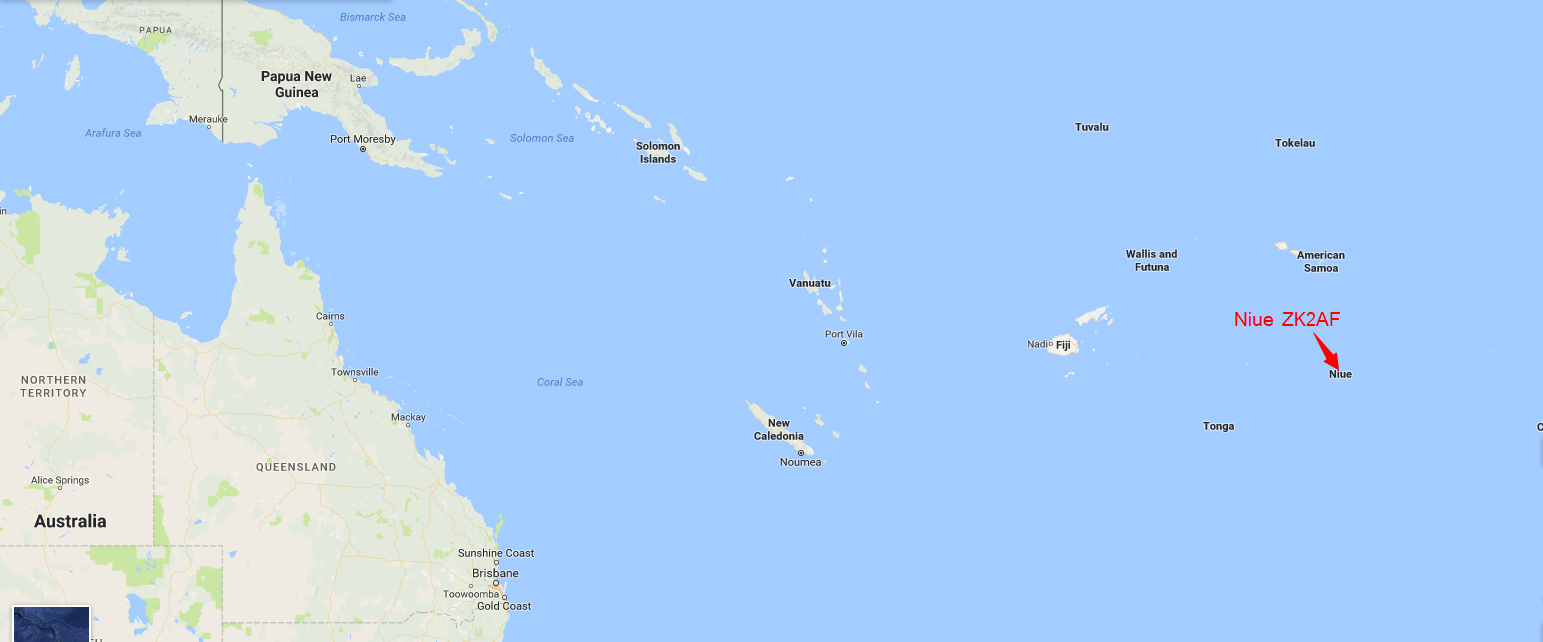 Bismarck Sea
PAPUA
Papua New
Guinea
Lae
Merauke
Arafura Sea
Port Moresby
Solomon Sea
Solomon
Islands
Tuvalu
Tokelau
in
Wallis and
Futuna
American
Samoa
Vanuatu
Niue ZK2AF
Cairns
Port Vila
Nadi
Fiji
Townsville
Niue
NORTHERN
TERRITORY
Coral Sea
Mackay
New
Caledonia
Tonga
C
Noumea
QUEENSLAND
Alice Springs
Australia
Sunshine Coast
Brisbane
Toowoomba
Gold Coast